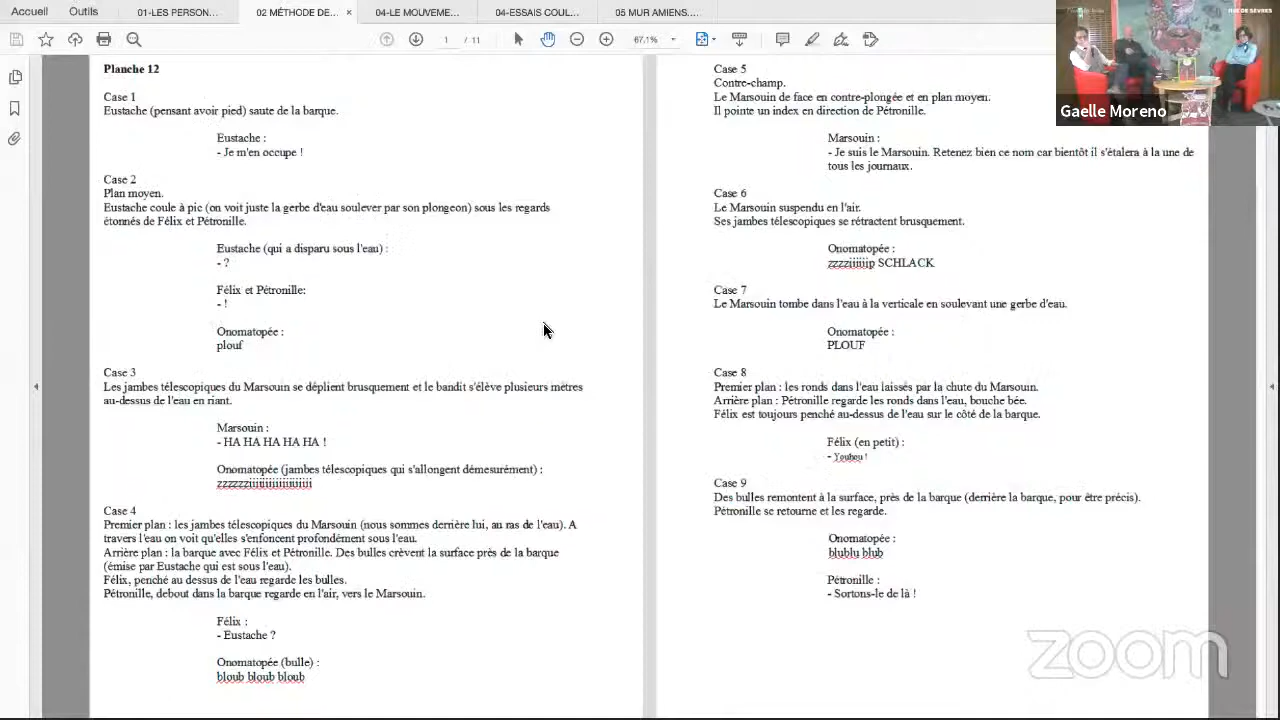 Accueil
Outils
01-LES PERSON...
02 MÉTHODE DE...
04-LE MOUVEME...
04-ESSAIS COUL...
05 MUR AMIENS....
1 / 11
67,1%
RUE DE SÈVRES
Gaelle Moreno
Planche 12
Case 1
Eustache (pensant avoir pied) saute de la barque.
Eustache :
- Je m'en occupe !
Case 2
Plan moyen.
Eustache coule à pic (on voit juste la gerbe d'eau soulever par son plongeon) sous les regards
étonnés de Félix et Pétronille.
Eustache (qui a disparu sous l'eau) :
- ?
Félix et Pétronille:
- !
Onomatopée :
plouf
Case 3
Les jambes télescopiques du Marsouin se déplient brusquement et le bandit s'élève plusieurs mètres
au-dessus de l'eau en riant.
Marsouin :
- HA HA HA HA HA !
Onomatopée (jambes télescopiques qui s'allongent démesurément) :
Case 4
Premier plan : les jambes télescopiques du Marsouin (nous sommes derrière lui, au ras de l'eau). A
travers l'eau on voit qu'elles s'enfoncent profondément sous l'eau.
Arrière plan : la barque avec Félix et Pétronille. Des bulles crèvent la surface près de la barque
(émise par Eustache qui est sous l'eau).
Félix, penché au dessus de l'eau regarde les bulles.
Pétronille, debout dans la barque regarde en l'air, vers le Marsouin.
Félix :
- Eustache ?
Onomatopée (bulle) :
bloub bloub bloub
Case 5
Contre-champ.
Le Marsouin de face en contre-plongée et en plan moyen.
Il pointe un index en direction de Pétronille.
Marsouin :
- Je suis le Marsouin. Retenez bien ce nom car bientôt il s'étalera à la une de
tous les journaux.
Case 6
Le Marsouin suspendu en l'air.
Ses jambes télescopiques se rétractent brusquement.
Onomatopée :
SCHLACK
Case 7
Le Marsouin tombe dans l'eau à la verticale en soulevant une gerbe d'eau.
Onomatopée :
PLOUF
Case 8
Premier plan : les ronds dans l'eau laissés par la chute du Marsouin.
Arrière plan : Pétronille regarde les ronds dans l'eau, bouche bée.
Félix est toujours penché au-dessus de l'eau sur le côté de la barque.
Félix (en petit) :
- Youhou !
Case 9
Des bulles remontent à la surface, près de la barque (derrière la barque, pour être précis).
Pétronille se retourne et les regarde.
Onomatopée :
blublu blub
Pétronille :
- Sortons-le de là !
zoom